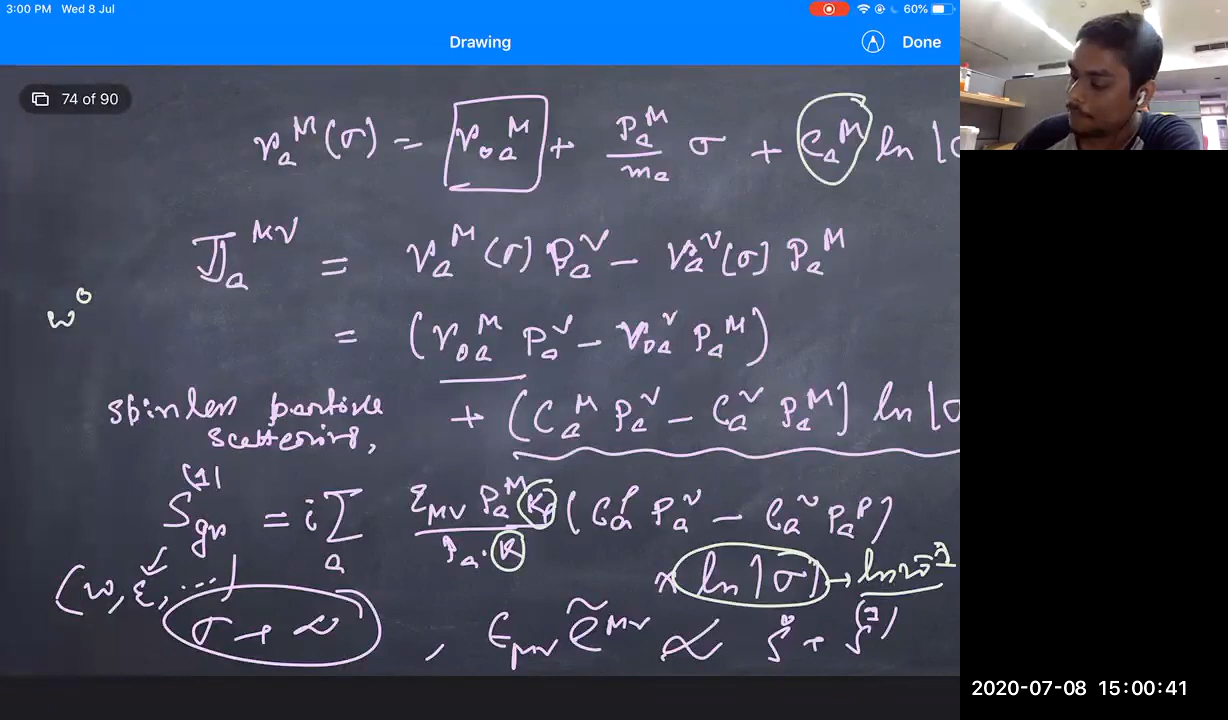 3:00 PM Wed 8 Jul
60%
Drawing
Done
74 of 90
r_a^μ(σ) = r_{0a}^μ + p_a^μ / m_a σ + c_a^μ ln |σ
J_a^{μν} = r_a^μ(σ) p_a^ν − r_a^ν(σ) p_a^μ
ω^0
= (r_{0a}^μ p_a^ν − r_{0a}^ν p_a^μ)
spinless particle
+ (c_a^μ p_a^ν − c_a^ν p_a^μ) ln |σ
scattering,
S_{gr}^{(1)} = i Σ_a ε_{μν} p_a^μ k_ρ / p_a·k (c_a^ρ p_a^ν − c_a^ν p_a^ρ)
× ln |σ| → ln ω^{-1}
(ω, ε, ...)
σ → ∞, ε_{μν} ẽ^{μν} ∝ S^0 + S^{(1)}
2020-07-08 15:00:41